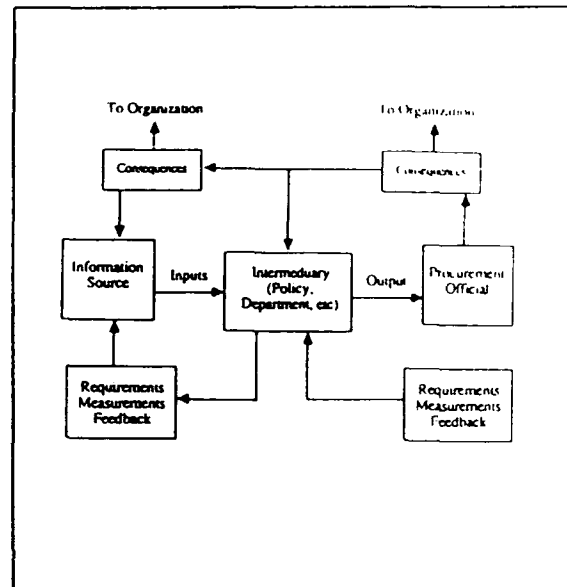 To Organization
To Organization
Consequences
Consequences
Information
Source
Inputs
Intermeduary
(Policy,
Department, etc)
Output
Procurement
Official
Requirements
Measurements
Feedback
Requirements
Measurements
Feedback